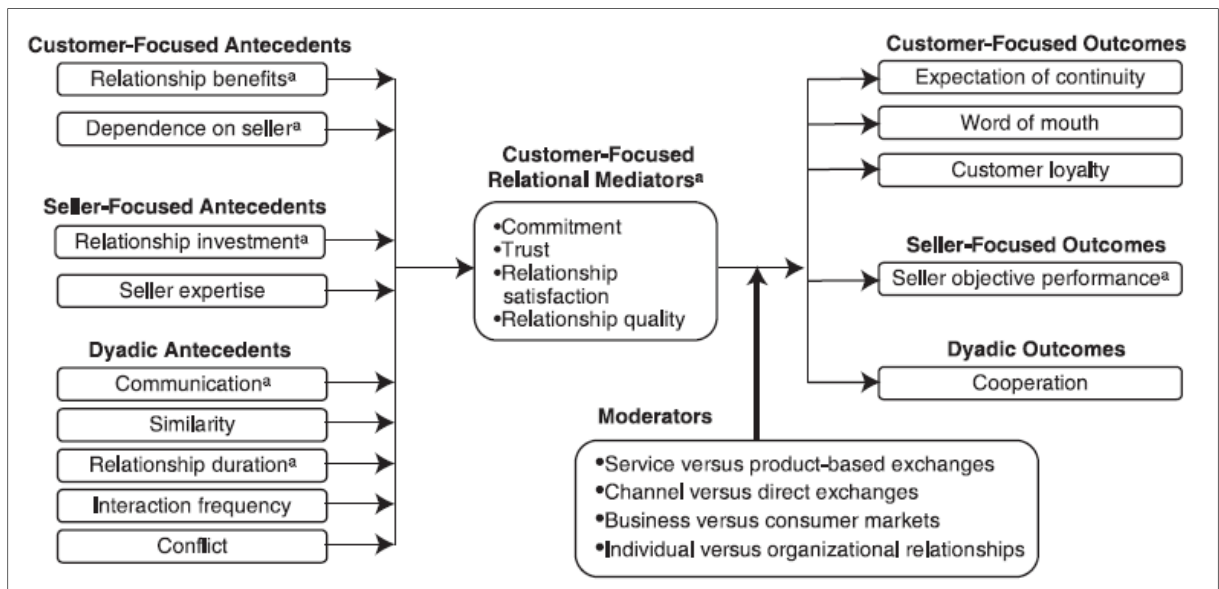 Customer-Focused Antecedents
Relationship benefitsᵃ
Dependence on sellerᵃ
Seller-Focused Antecedents
Relationship investmentᵃ
Seller expertise
Dyadic Antecedents
Communicationᵃ
Similarity
Relationship durationᵃ
Interaction frequency
Conflict
Customer-Focused
Relational Mediatorsᵃ
•Commitment
•Trust
•Relationship
satisfaction
•Relationship quality
Moderators
•Service versus product-based exchanges
•Channel versus direct exchanges
•Business versus consumer markets
•Individual versus organizational relationships
Customer-Focused Outcomes
Expectation of continuity
Word of mouth
Customer loyalty
Seller-Focused Outcomes
Seller objective performanceᵃ
Dyadic Outcomes
Cooperation